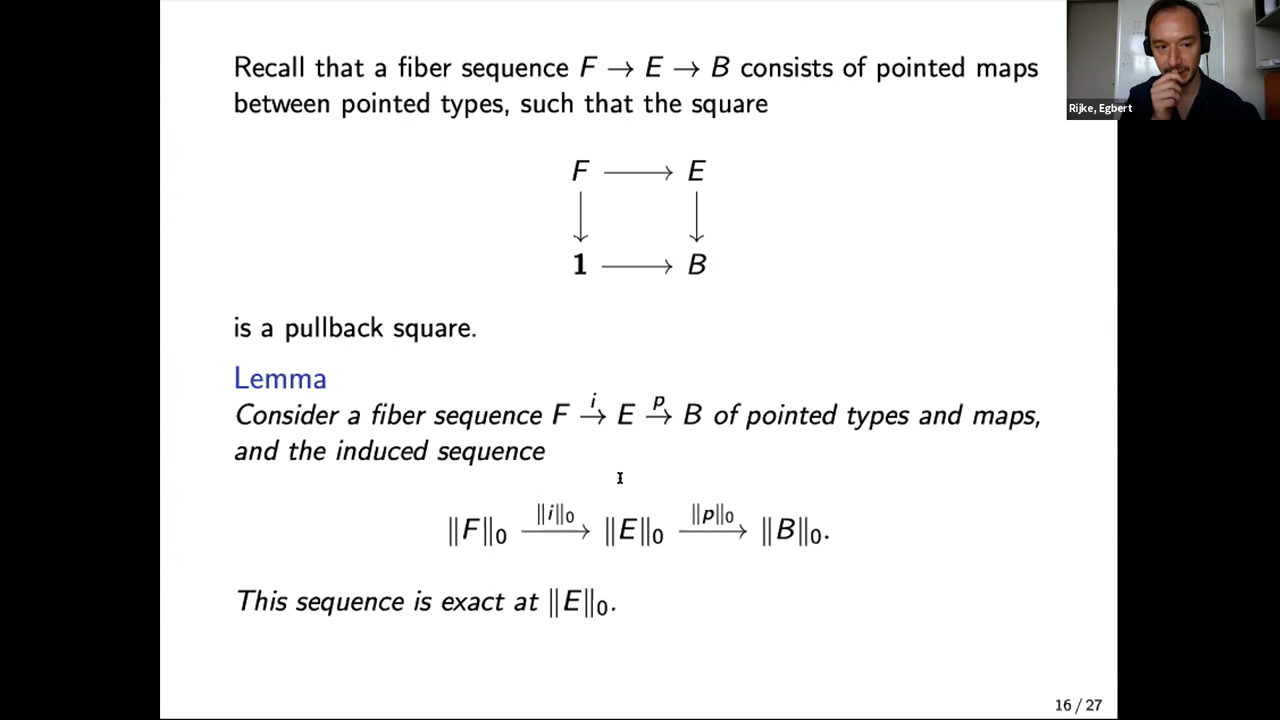 Recall that a fiber sequence F → E → B consists of pointed maps
between pointed types, such that the square
F → E
↓ ↓
1 → B
is a pullback square.
Lemma
Consider a fiber sequence F →ⁱ E →ᵖ B of pointed types and maps,
and the induced sequence
‖F‖₀ —‖i‖₀→ ‖E‖₀ —‖p‖₀→ ‖B‖₀.
This sequence is exact at ‖E‖₀.
16 / 27
Rijke, Egbert